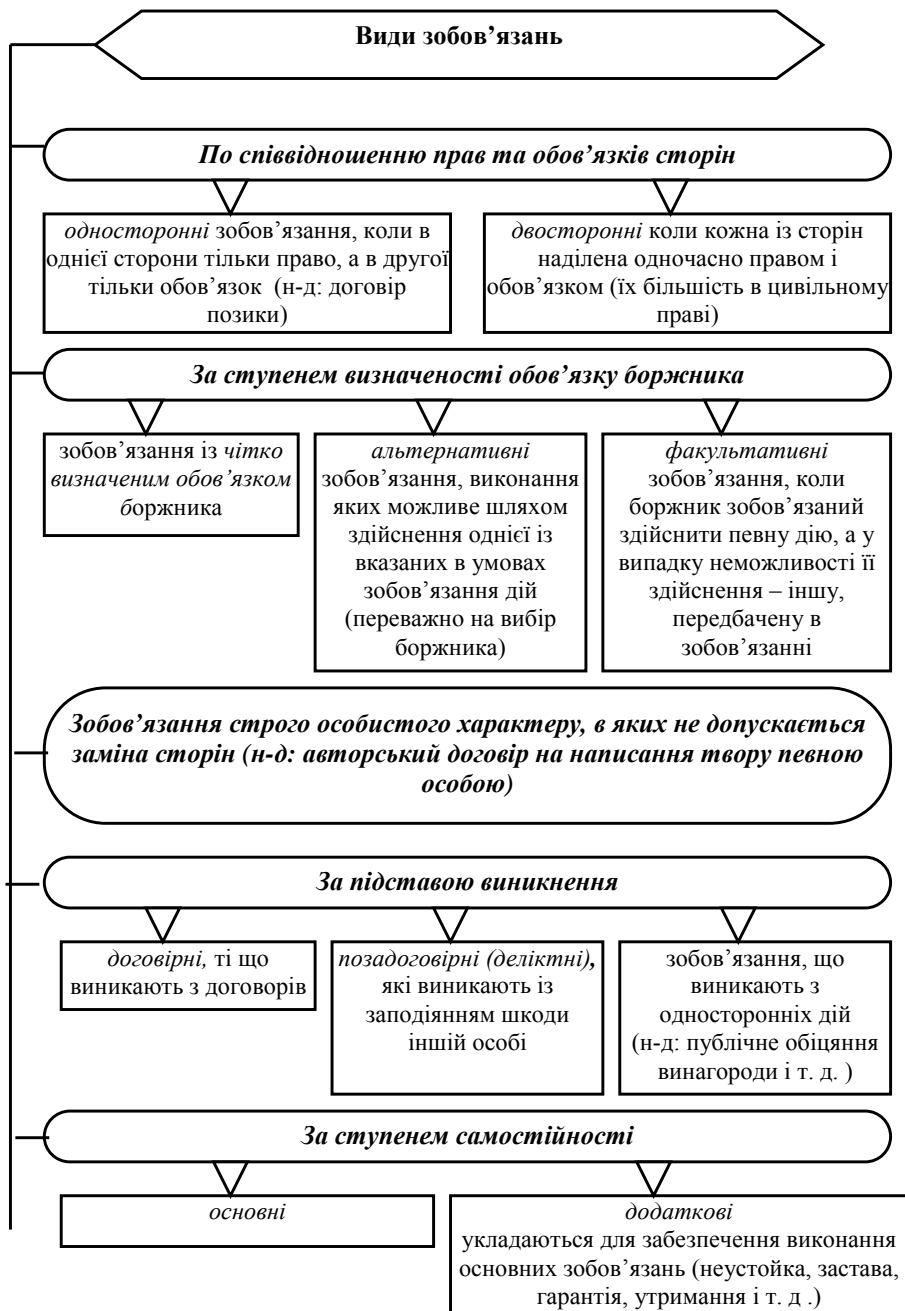 Види зобов’язань
По співвідношенню прав та обов’язків сторін
односторонні зобов’язання, коли в
однієї сторони тільки право, а в другої
тільки обов’язок (н-д: договір
позики)
двосторонні коли кожна із сторін
наділена одночасно правом і
обов’язком (їх більшість в цивільному
праві)
За ступенем визначеності обов’язку боржника
зобов’язання із чітко
визначеним обов’язком
боржника
альтернативні
зобов’язання, виконання
яких можливе шляхом
здійснення однієї із
вказаних в умовах
зобов’язання дій
(переважно на вибір
боржника)
факультативні
зобов’язання, коли
боржник зобов’язаний
здійснити певну дію, а у
випадку неможливості її
здійснення – іншу,
передбачену в
зобов’язанні
Зобов’язання строго особистого характеру, в яких не допускається
заміна сторін (н-д: авторський договір на написання твору певною
особою)
За підставою виникнення
договірні, ті що
виникають з договорів
позадоговірні (деліктні),
які виникають із
заподіянням шкоди
іншій особі
зобов’язання, що
виникають з
односторонніх дій
(н-д: публічне обіцяння
винагороди і т. д. )
За ступенем самостійності
основні
додаткові
укладаються для забезпечення виконання
основних зобов’язань (неустойка, застава,
гарантія, утримання і т. д .)